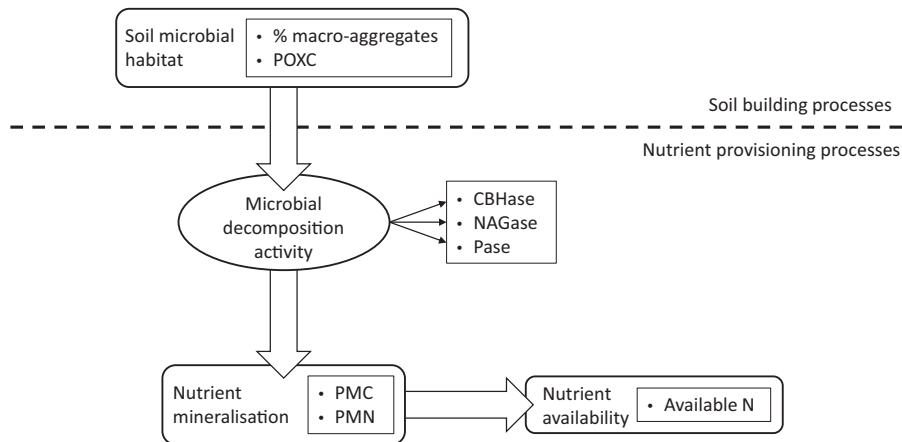 Soil microbial
habitat
• % macro-aggregates
• POXC
Soil building processes
Nutrient provisioning processes
Microbial
decomposition
activity
• CBHase
• NAGase
• Pase
Nutrient
mineralisation
• PMC
• PMN
Nutrient
availability
• Available N